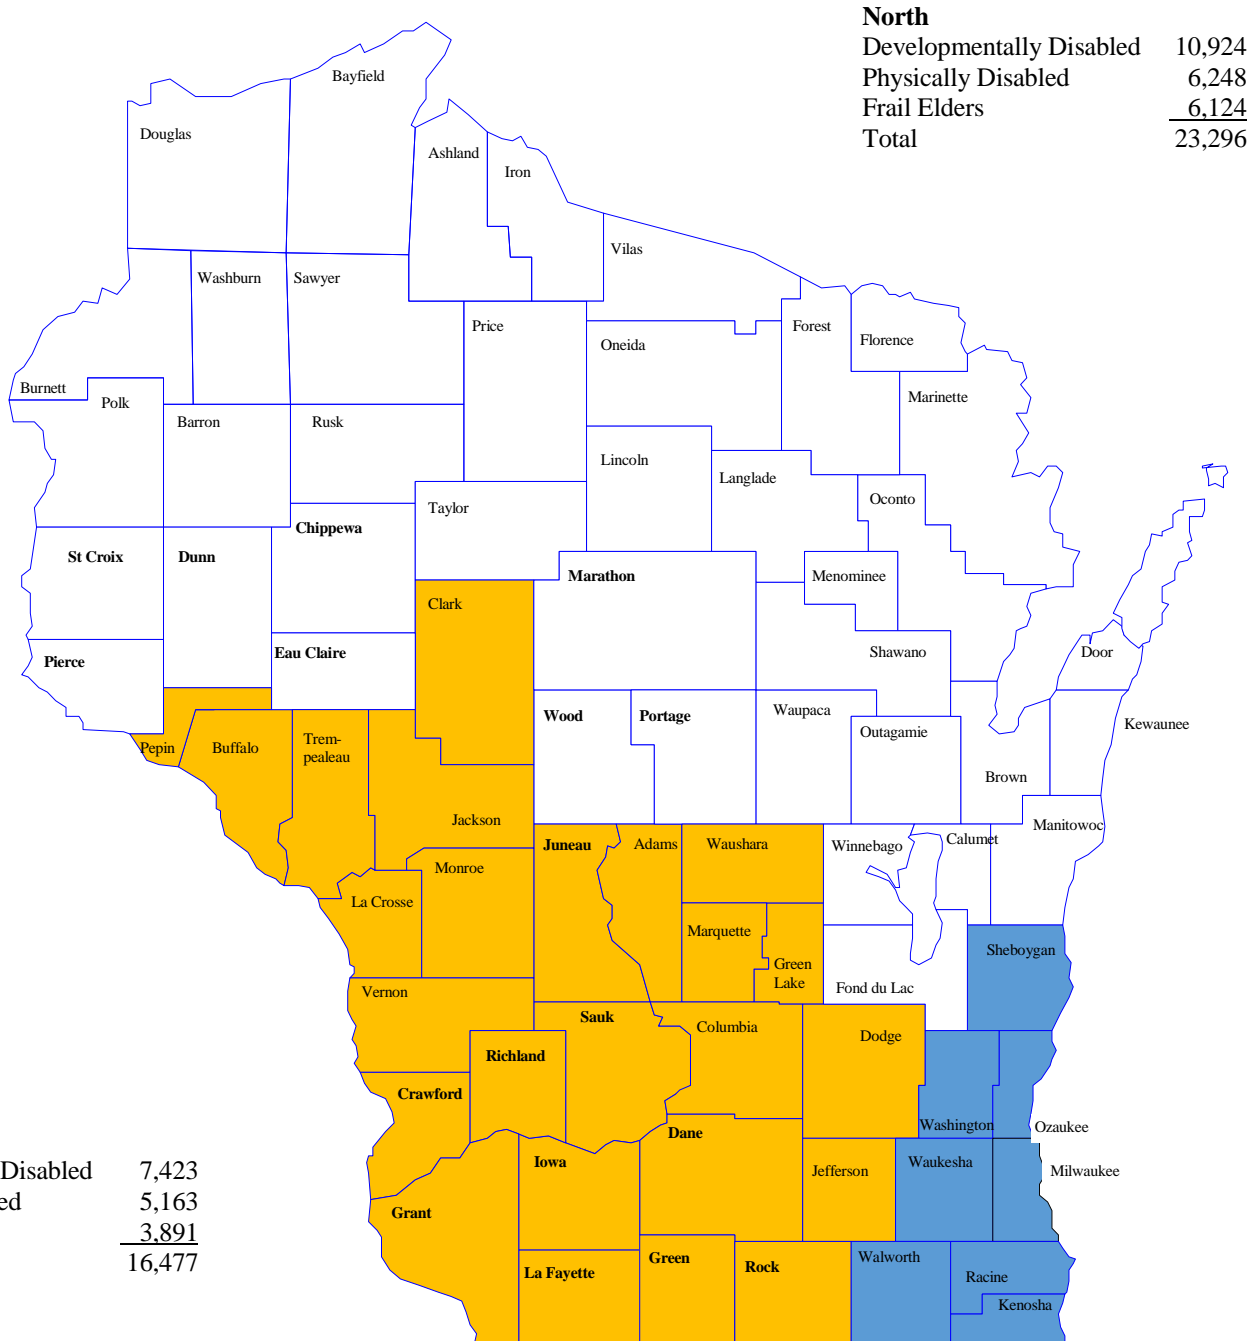 North
Developmentally Disabled 10,924
Physically Disabled 6,248
Frail Elders 6,124
Total 23,296
Bayfield
Douglas
Ashland
Iron
Vilas
Washburn
Sawyer
Price
Forest
Florence
Oneida
Burnett
Polk
Marinette
Barron
Rusk
Lincoln
Langlade
Oconto
Taylor
Chippewa
St Croix
Dunn
Marathon
Menominee
Clark
Shawano
Door
Eau Claire
Pierce
Wood
Portage
Waupaca
Kewaunee
Outagamie
Pepin
Buffalo
Trem-
pealeau
Brown
Jackson
Manitowoc
Juneau
Adams
Waushara
Winnebago
Calumet
Monroe
La Crosse
Marquette
Sheboygan
Green
Lake
Fond du Lac
Vernon
Sauk
Columbia
Dodge
Richland
Crawford
Dane
Washington
Ozaukee
Iowa
Jefferson
Waukesha
Milwaukee
Disabled 7,423
ed 5,163
3,891
16,477
Grant
La Fayette
Green
Rock
Walworth
Racine
Kenosha